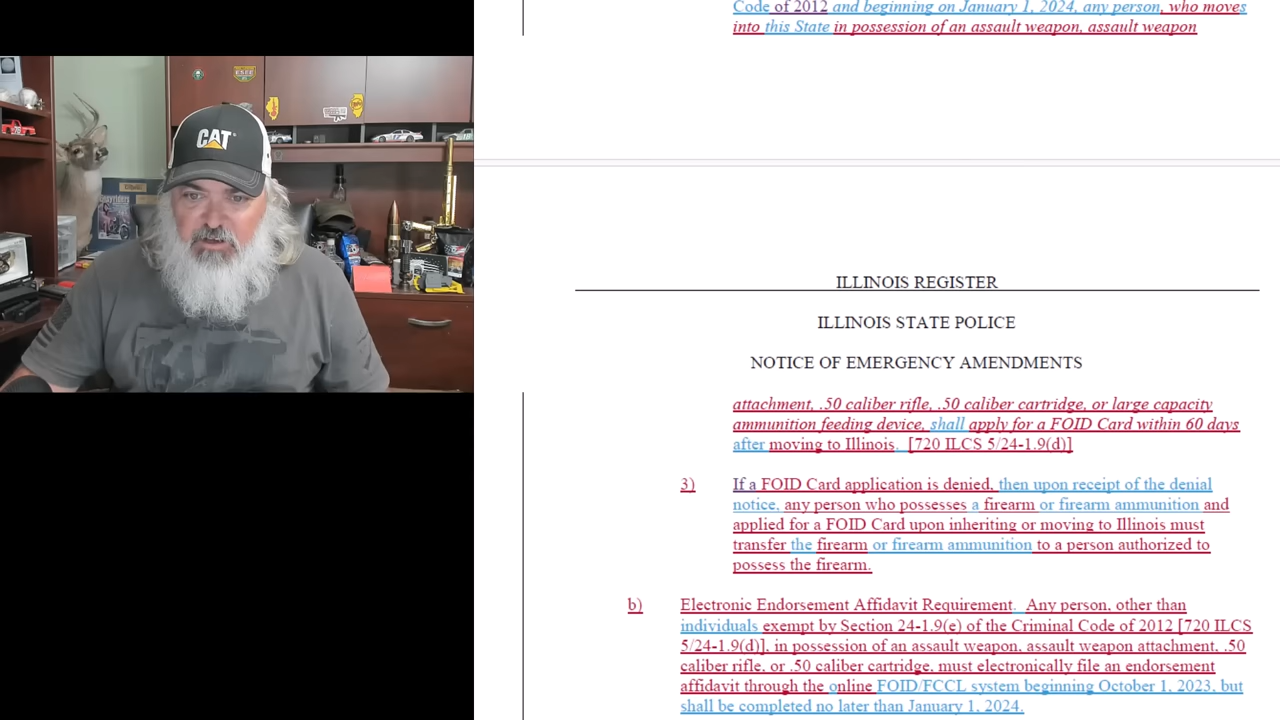 Code of 2012 and beginning on January 1, 2024, any person, who moves
into this State in possession of an assault weapon, assault weapon
CAT
ILLINOIS REGISTER
ILLINOIS STATE POLICE
NOTICE OF EMERGENCY AMENDMENTS
attachment, .50 caliber rifle, .50 caliber cartridge, or large capacity
ammunition feeding device, shall apply for a FOID Card within 60 days
after moving to Illinois. [720 ILCS 5/24-1.9(d)]
3) If a FOID Card application is denied, then upon receipt of the denial
notice, any person who possesses a firearm or firearm ammunition and
applied for a FOID Card upon inheriting or moving to Illinois must
transfer the firearm or firearm ammunition to a person authorized to
possess the firearm.
b) Electronic Endorsement Affidavit Requirement. Any person, other than
individuals exempt by Section 24-1.9(e) of the Criminal Code of 2012 [720 ILCS
5/24-1.9(d)], in possession of an assault weapon, assault weapon attachment, .50
caliber rifle, or .50 caliber cartridge, must electronically file an endorsement
affidavit through the online FOID/FCCL system beginning October 1, 2023, but
shall be completed no later than January 1, 2024.